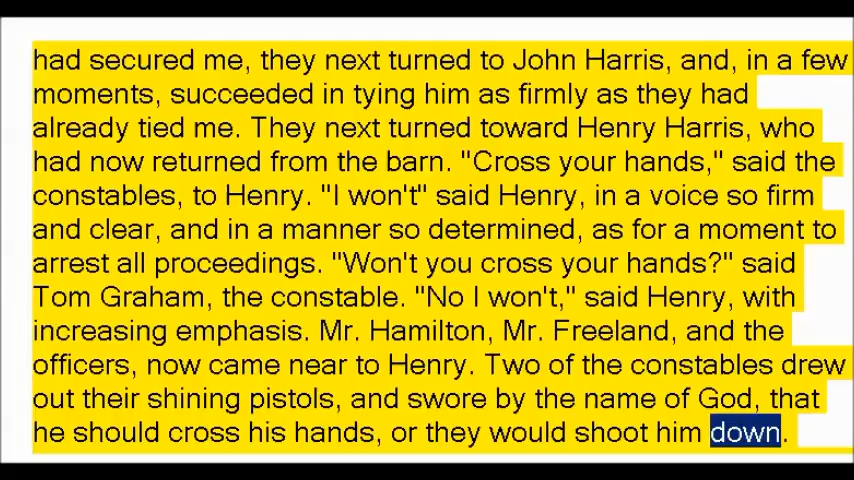 had secured me, they next turned to John Harris, and, in a few
moments, succeeded in tying him as firmly as they had
already tied me. They next turned toward Henry Harris, who
had now returned from the barn. "Cross your hands," said the
constables, to Henry. "I won't" said Henry, in a voice so firm
and clear, and in a manner so determined, as for a moment to
arrest all proceedings. "Won't you cross your hands?" said
Tom Graham, the constable. "No I won't," said Henry, with
increasing emphasis. Mr. Hamilton, Mr. Freeland, and the
officers, now came near to Henry. Two of the constables drew
out their shining pistols, and swore by the name of God, that
he should cross his hands, or they would shoot him down.